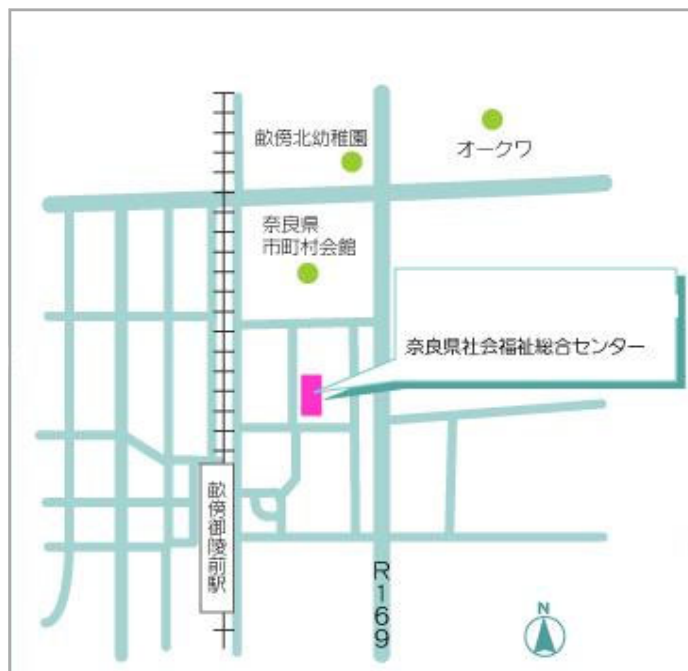 畝傍北幼稚園
オークワ
奈良県
市町村会館
奈良県社会福祉総合センター
畝傍御陵前駅
R169
N